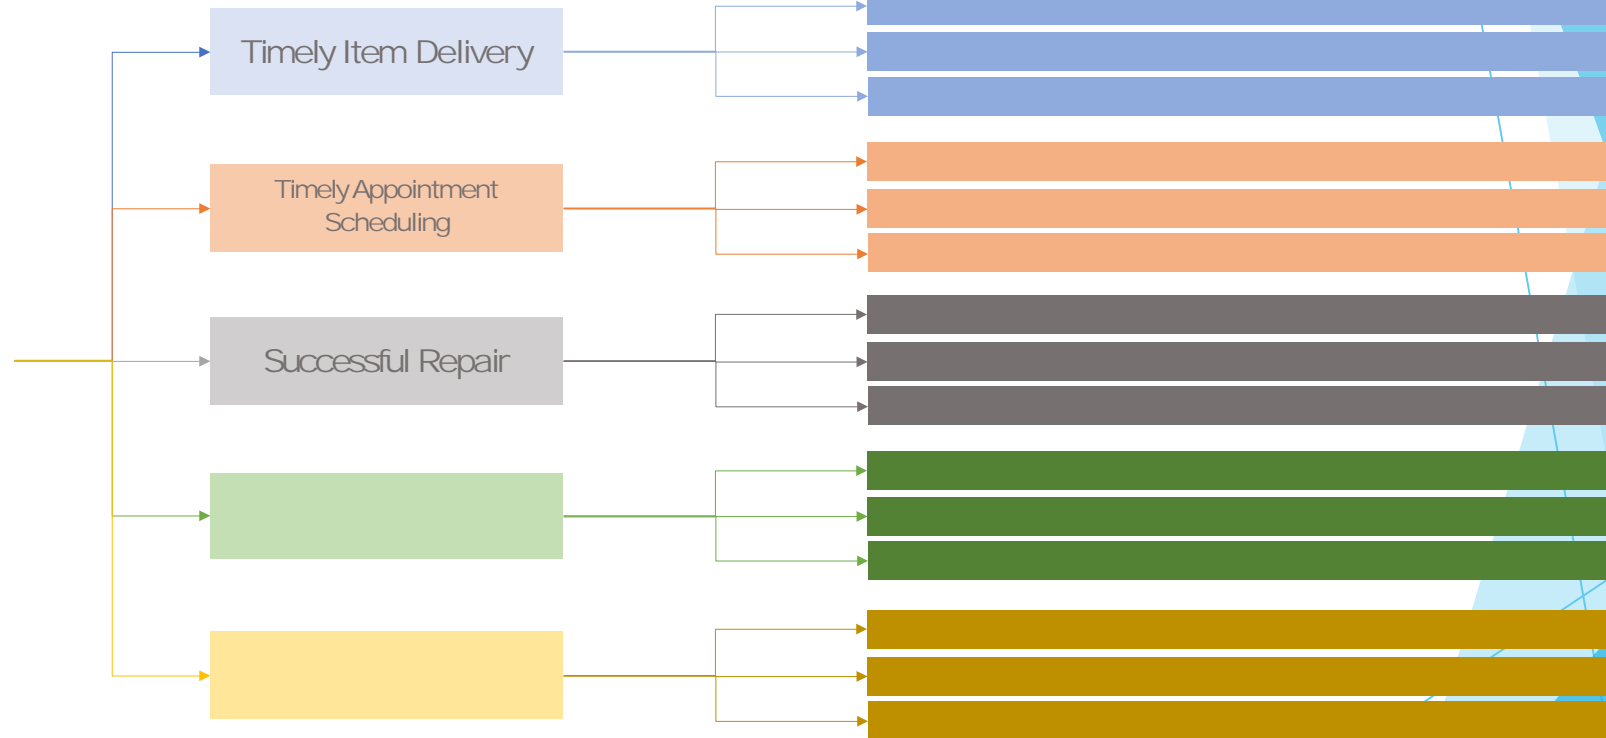 Timely Item Delivery
Timely Appointment
Scheduling
Successful Repair